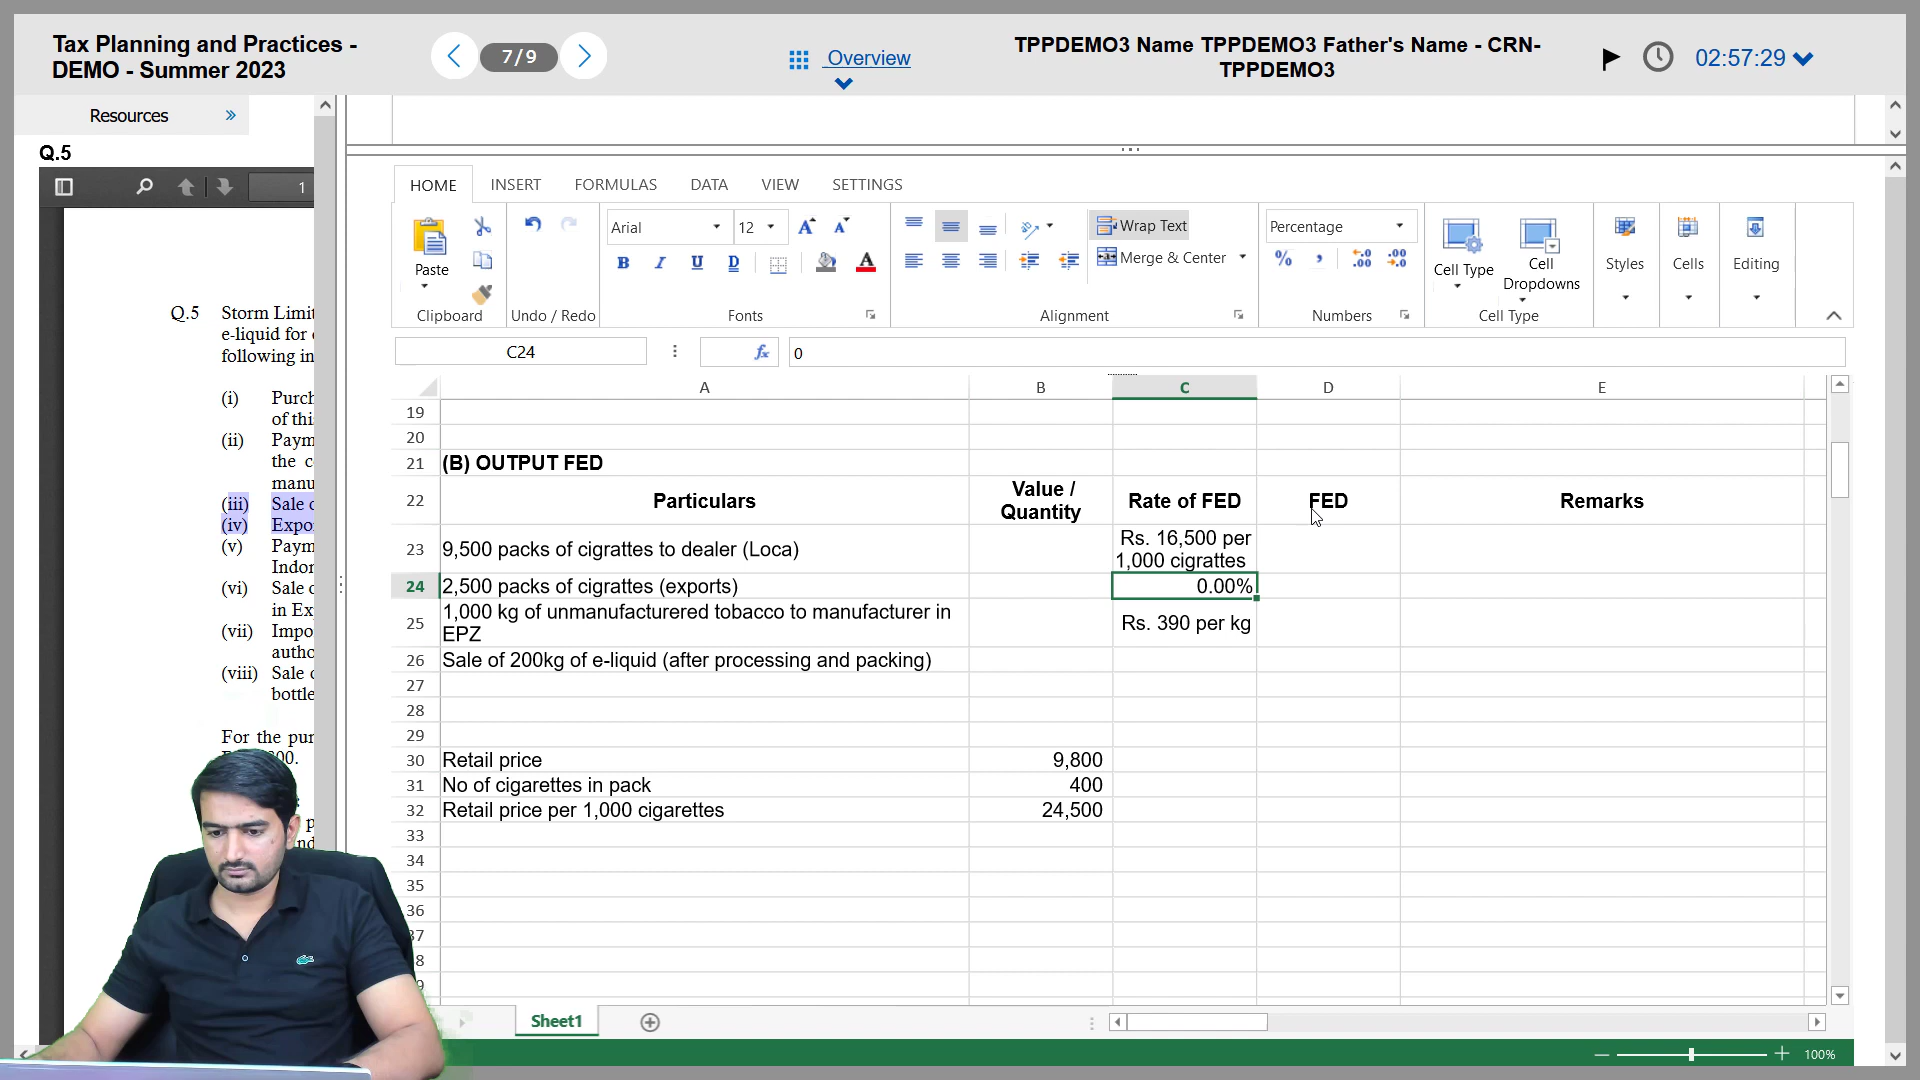 Tax Planning and Practices -
DEMO - Summer 2023
7/9
Overview
TPPDEMO3 Name TPPDEMO3 Father's Name - CRN-
TPPDEMO3
02:57:29
Resources
Q.5
1
Q.5 Storm Limi
e-liquid for
following in
(i) Purch
of thi
(ii) Paym
the c
manu
(iii) Sale
(iv) Expo
(v) Paym
Indon
(vi) Sale
in Ex
(vii) Impo
autho
(viii) Sale
bottle
For the pur
00.
HOME INSERT FORMULAS DATA VIEW SETTINGS
Paste
Clipboard
Undo / Redo
Arial 12
B I U D A
Fonts
Wrap Text
Merge & Center
Alignment
Percentage
%
Numbers
Cell Type
Cell
Dropdowns
Cell Type
Styles
Cells
Editing
C24
fx
0
A B C D E
19
20
21 (B) OUTPUT FED
22 Particulars Value /
Quantity Rate of FED FED Remarks
23 9,500 packs of cigrattes to dealer (Loca) Rs. 16,500 per
1,000 cigrattes
24 2,500 packs of cigrattes (exports) 0.00%
25 1,000 kg of unmanufacturered tobacco to manufacturer in
EPZ Rs. 390 per kg
26 Sale of 200kg of e-liquid (after processing and packing)
27
28
29
30 Retail price 9,800
31 No of cigarettes in pack 400
32 Retail price per 1,000 cigarettes 24,500
33
34
35
36
Sheet1
100%